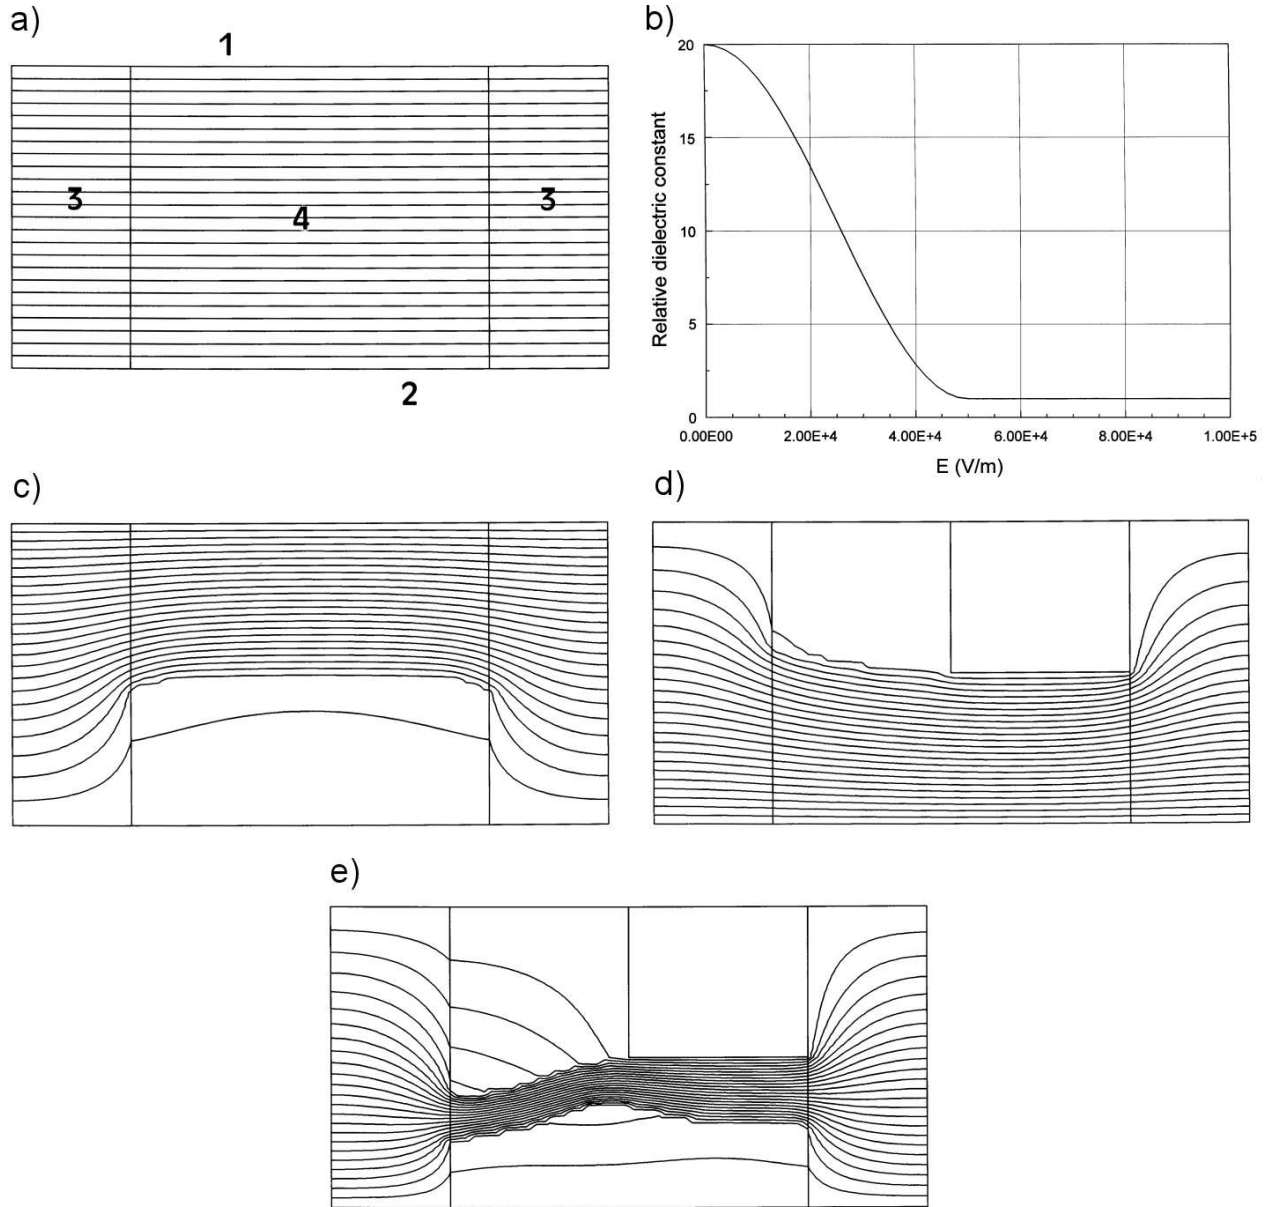 a)
1
3
4
3
2
b)
Relative dielectric constant
20
15
10
5
0
0.00E00
2.00E+4
4.00E+4
6.00E+4
8.00E+4
1.00E+5
E (V/m)
c)
d)
e)